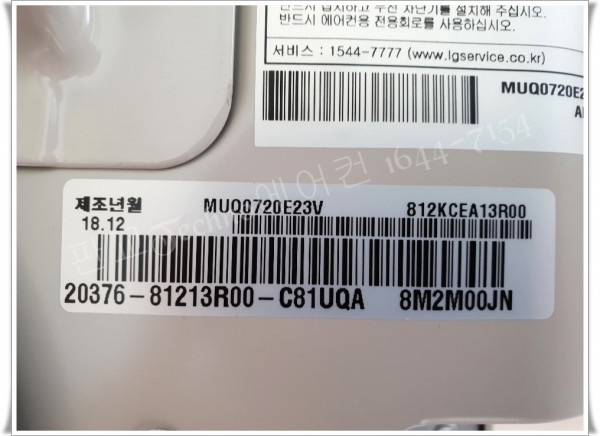 반드시 에어컨용 전용회로를 사용하십시오.
서비스 : 1544-7777 (www.lgservice.co.kr)
MUQ0720E2
제조년월
MUQ0720E23V
812KCEA13R00
18.12
20376-81213R00-C81UQA
8M2M00JN
에어컨 1644-7154